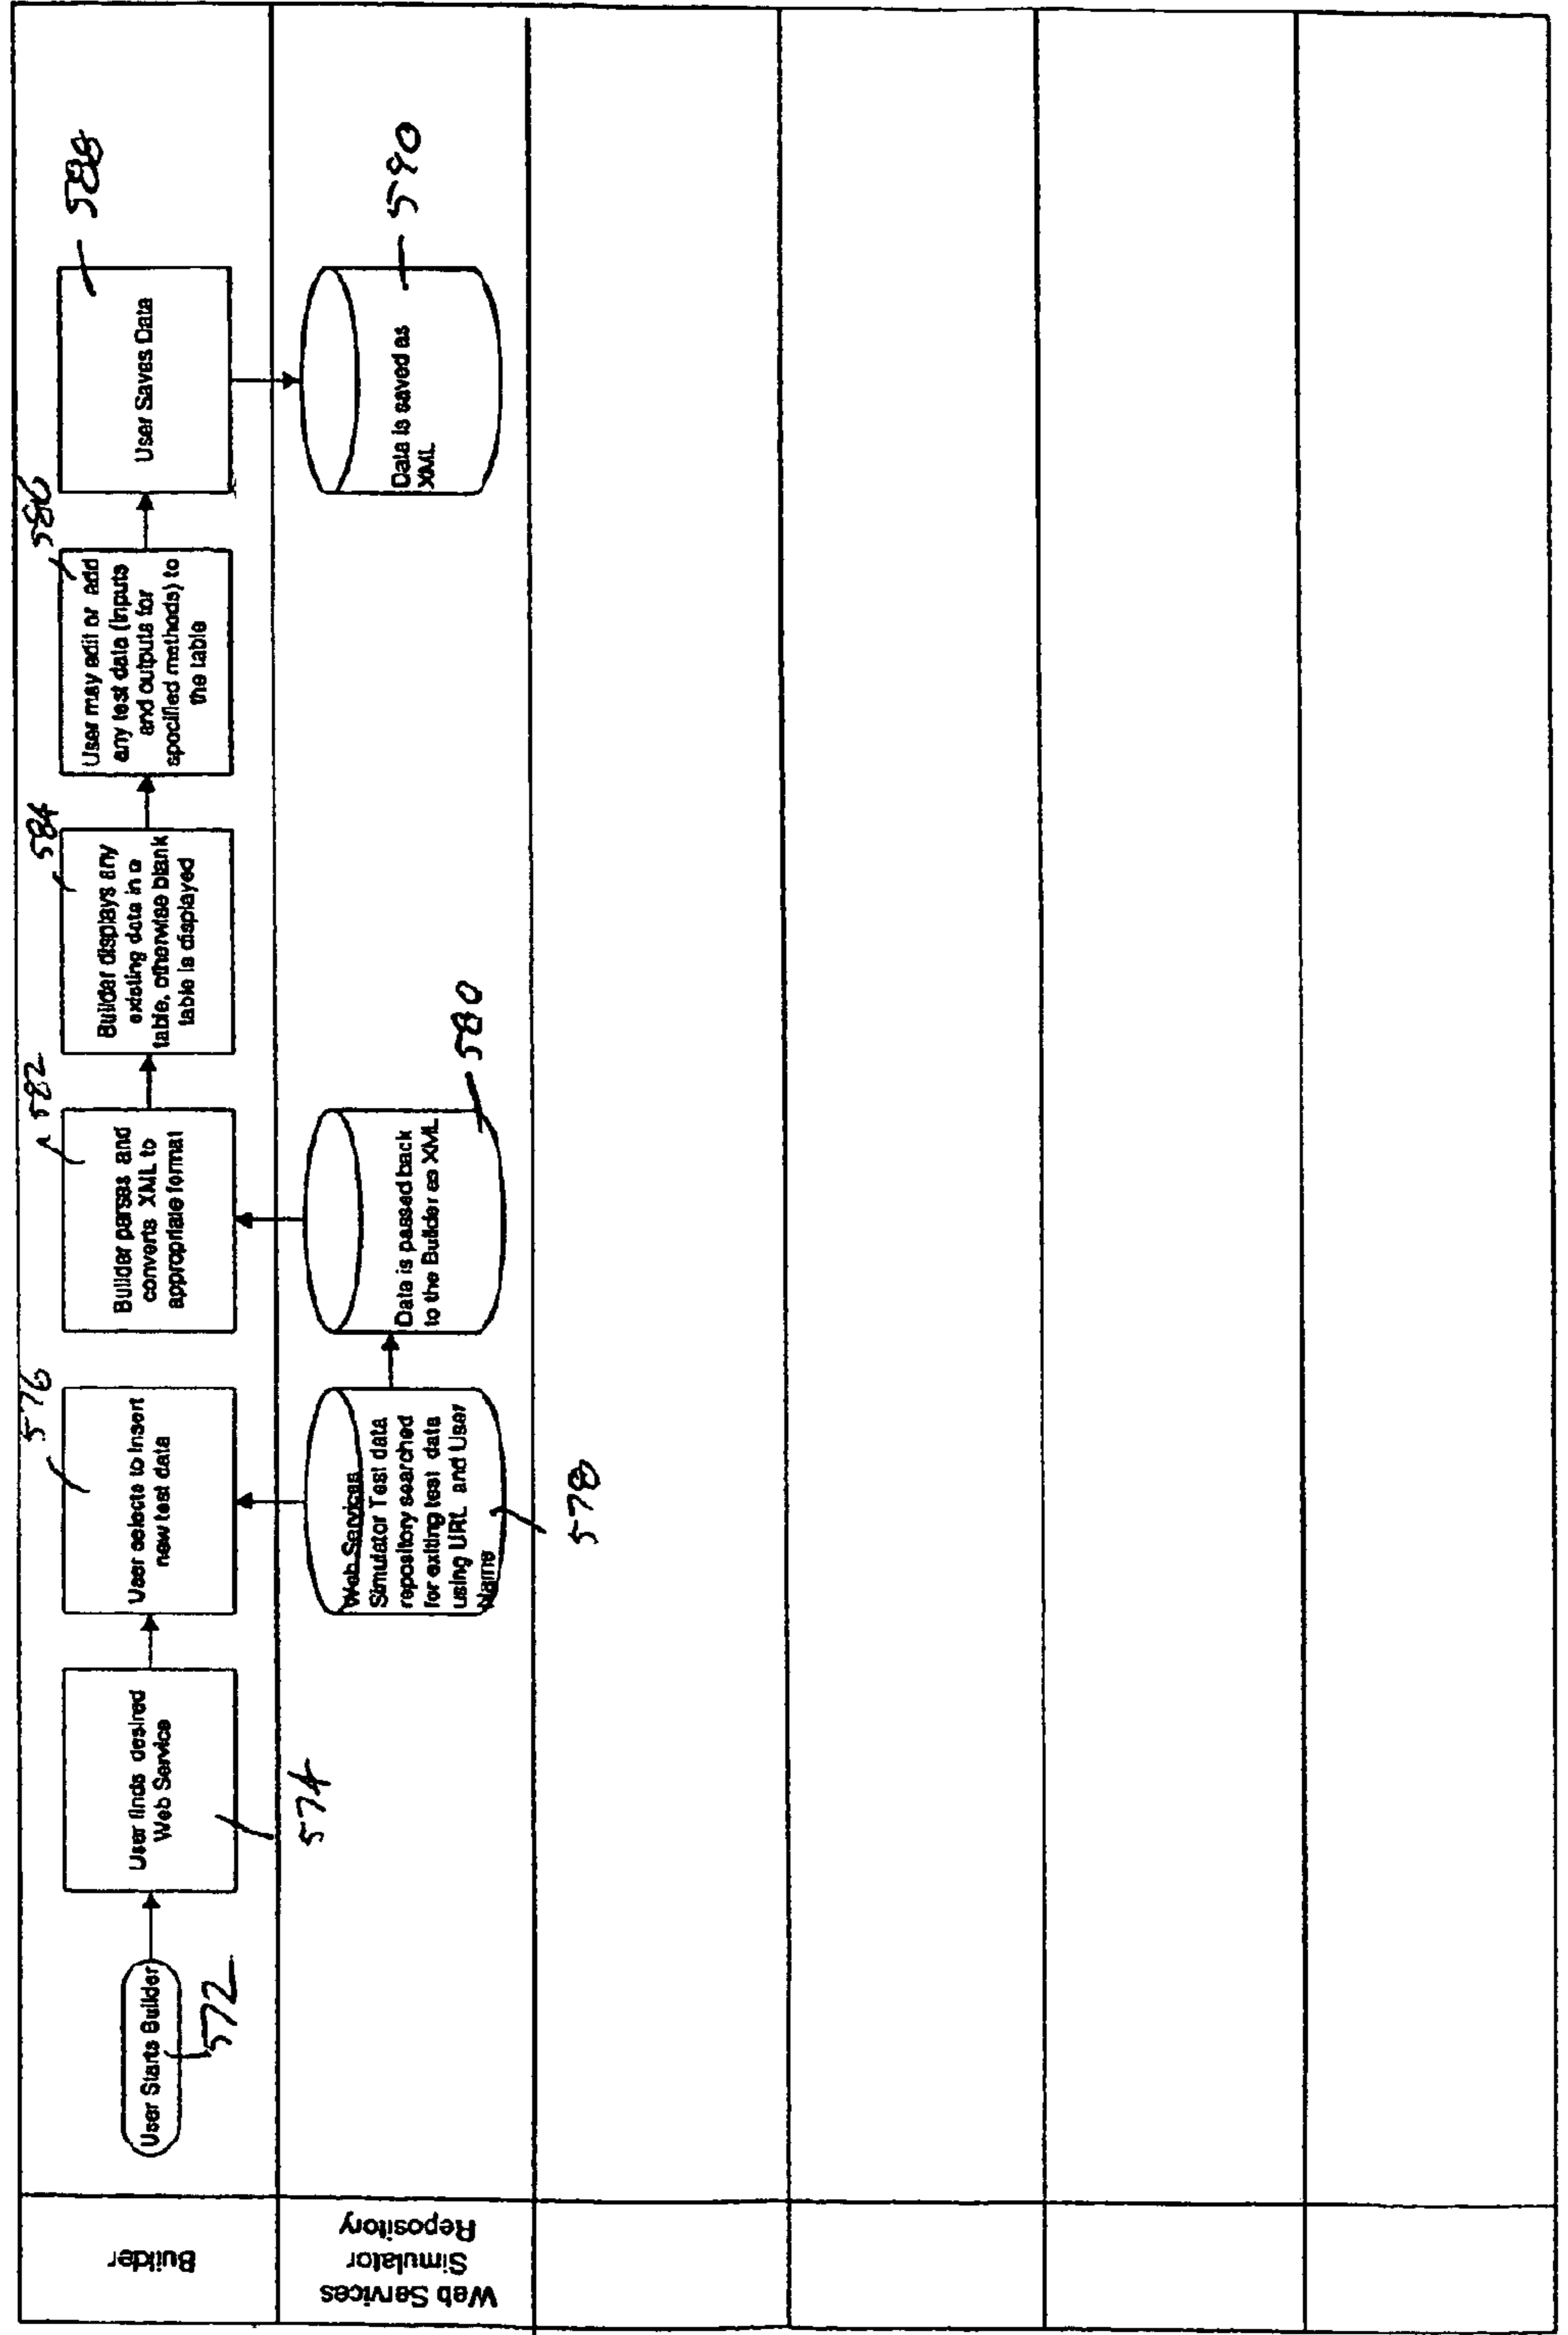 Builder
Web Services
Simulator
Repository
User Starts Builder
572
User finds desired
Web Service
574
User selects to Insert
new test data
576
Web Services
Simulator Test data
repository searched
for exiting test data
using URL and User
Name
578
Data is passed back
to the Builder as XML
580
Builder parses and
converts XML to
appropriate format
582
Builder displays any
existing data in a
table, otherwise blank
table is displayed
584
User may edit or add
any test data (Inputs
and outputs for
specified methods) to
the table
586
User Saves Data
588
Data is saved as
XML
590